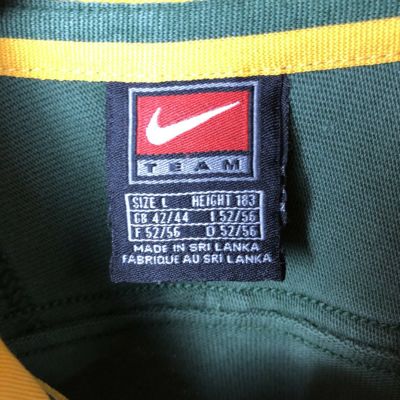 TEAM
SIZE L HEIGHT 183
GB 42/44 I 52/56
F 52/56 D 52/56
MADE IN SRI LANKA
FABRIQUE AU SRI LANKA